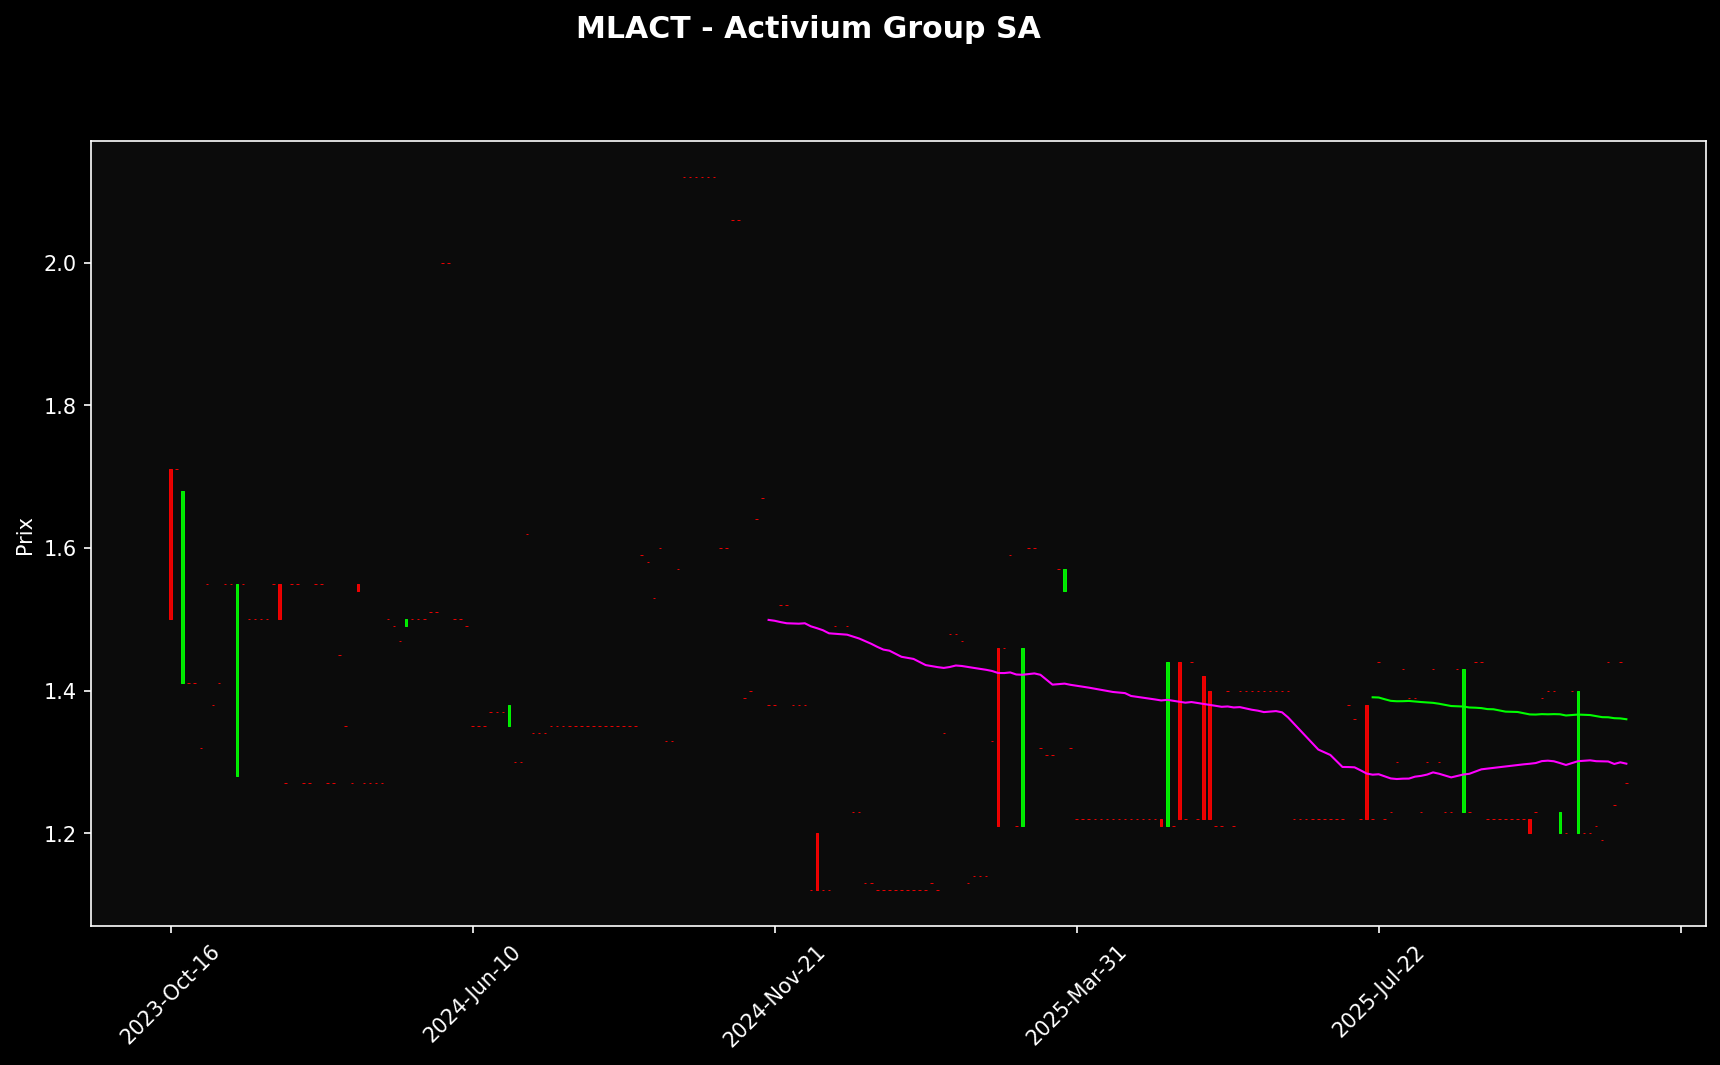 MLACT - Activium Group SA
Prix
2.0
1.8
1.6
1.4
1.2
2023-Oct-16
2024-Jun-10
2024-Nov-21
2025-Mar-31
2025-Jul-22